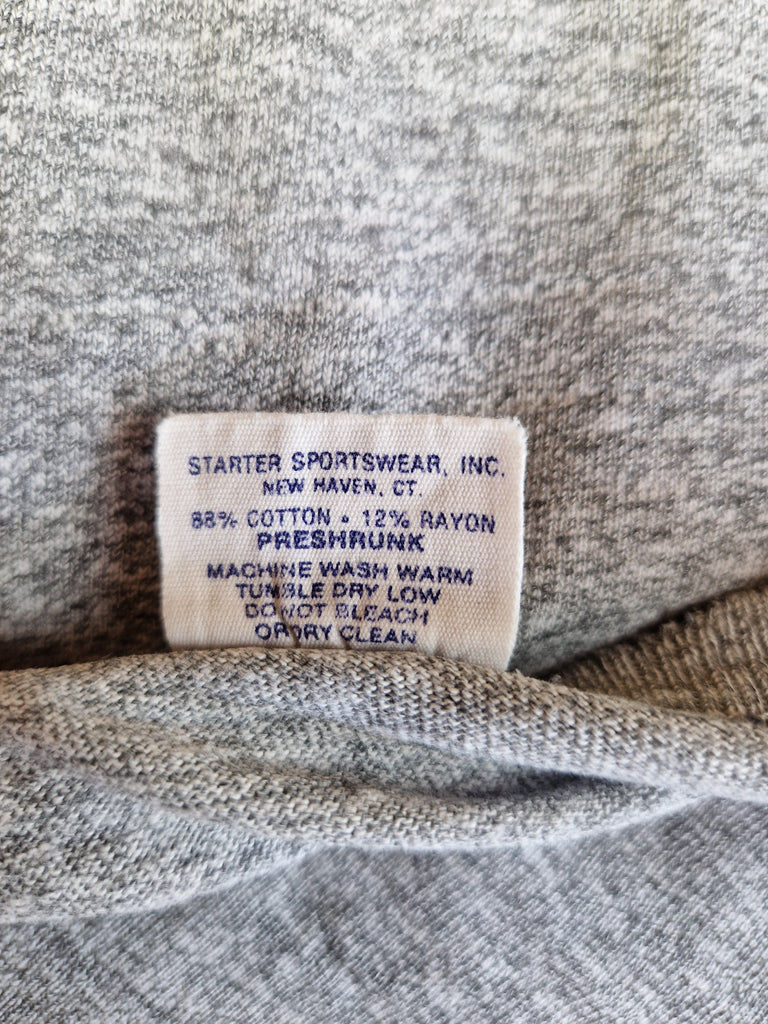 STARTER SPORTSWEAR, INC.
NEW HAVEN, CT.
88% COTTON • 12% RAYON
PRESHRUNK
MACHINE WASH WARM
TUMBLE DRY LOW
DO NOT BLEACH
OR DRY CLEAN